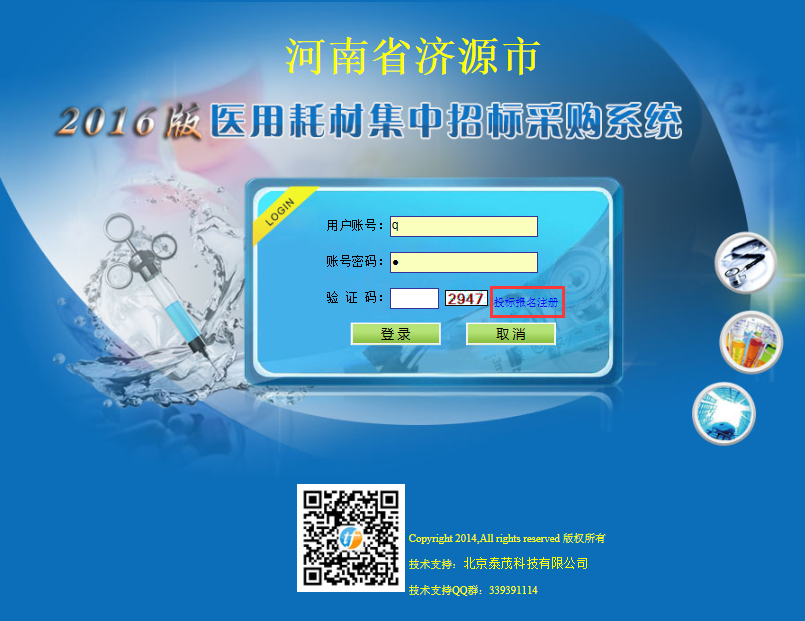 河南省济源市
2016版 医用耗材集中招标采购系统
LOGIN
用户账号： q
账号密码： ●
验 证 码： 2947 投标报名注册
登录 取消
Copyright 2014,All rights reserved 版权所有
技术支持：北京泰茂科技有限公司
技术支持QQ群：339391114